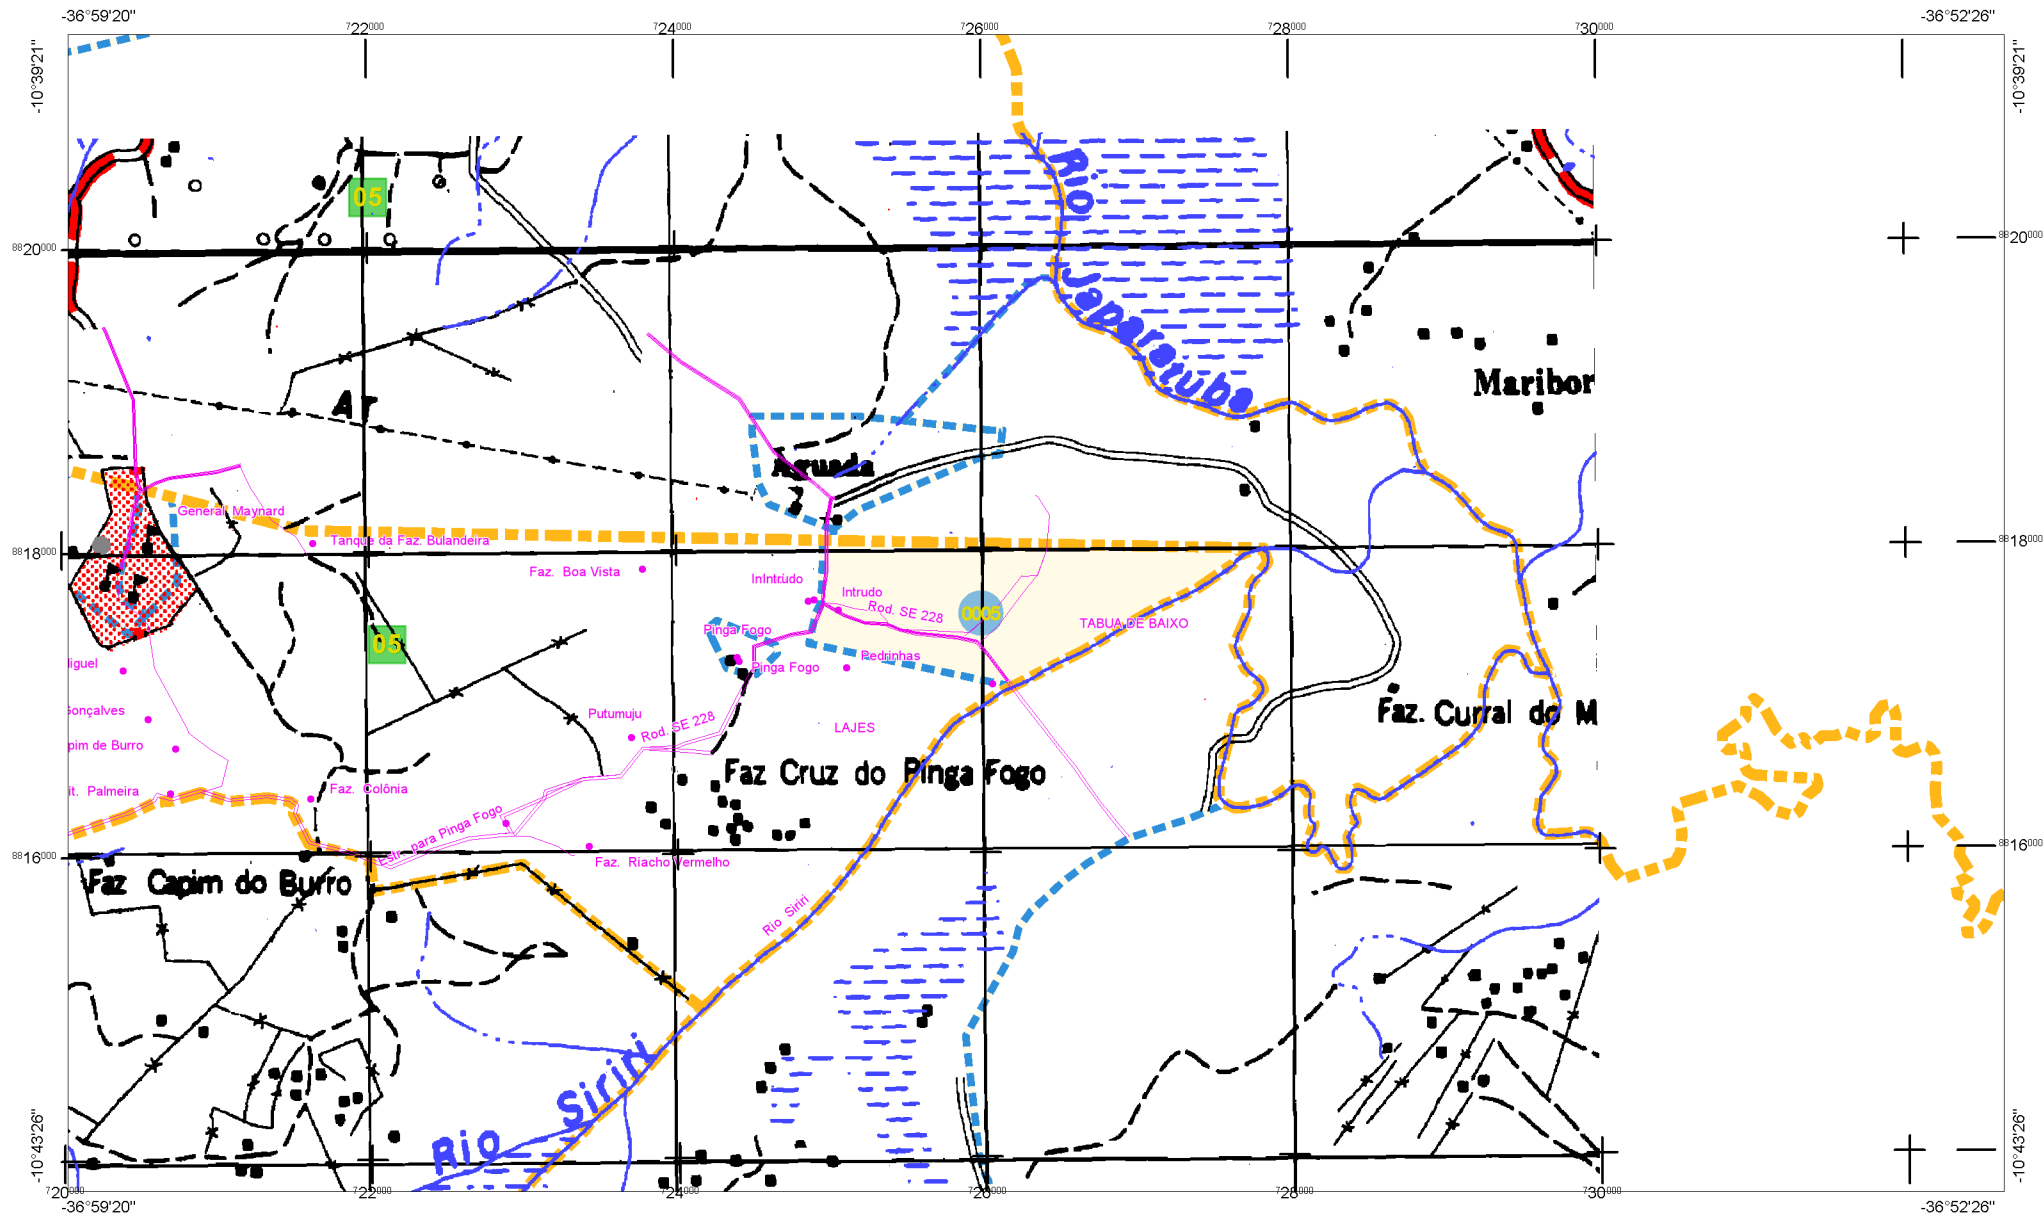 -36°59'20"
-36°52'26"
722000
724000
726000
728000
730000
-10°39'21"
-10°39'21"
Rio
05
8820000
8820000
Japaratuba
Maribor
Aguada
General Maynard
Tanque da Faz. Bulandeira
8818000
8818000
Faz. Boa Vista
InIntrudo
Intrudo
Rod. SE 228
0005
TABUA DE BAIXO
Pinga Fogo
05
Pedrinhas
liguel
Pinga Fogo
Gonçalves
Putumuju
Rod. SE 228
LAJES
Faz. Curral do M
pim de Burro
Faz Cruz do Pinga Fogo
it. Palmeira
Faz. Colônia
Estr. para Pinga Fogo
8816000
8816000
Faz. Riacho Vermelho
Faz Capim do Burro
Rio Siriri
Rio Siriri
-10°43'26"
-10°43'26"
720000
722000
724000
726000
728000
730000
-36°59'20"
-36°52'26"